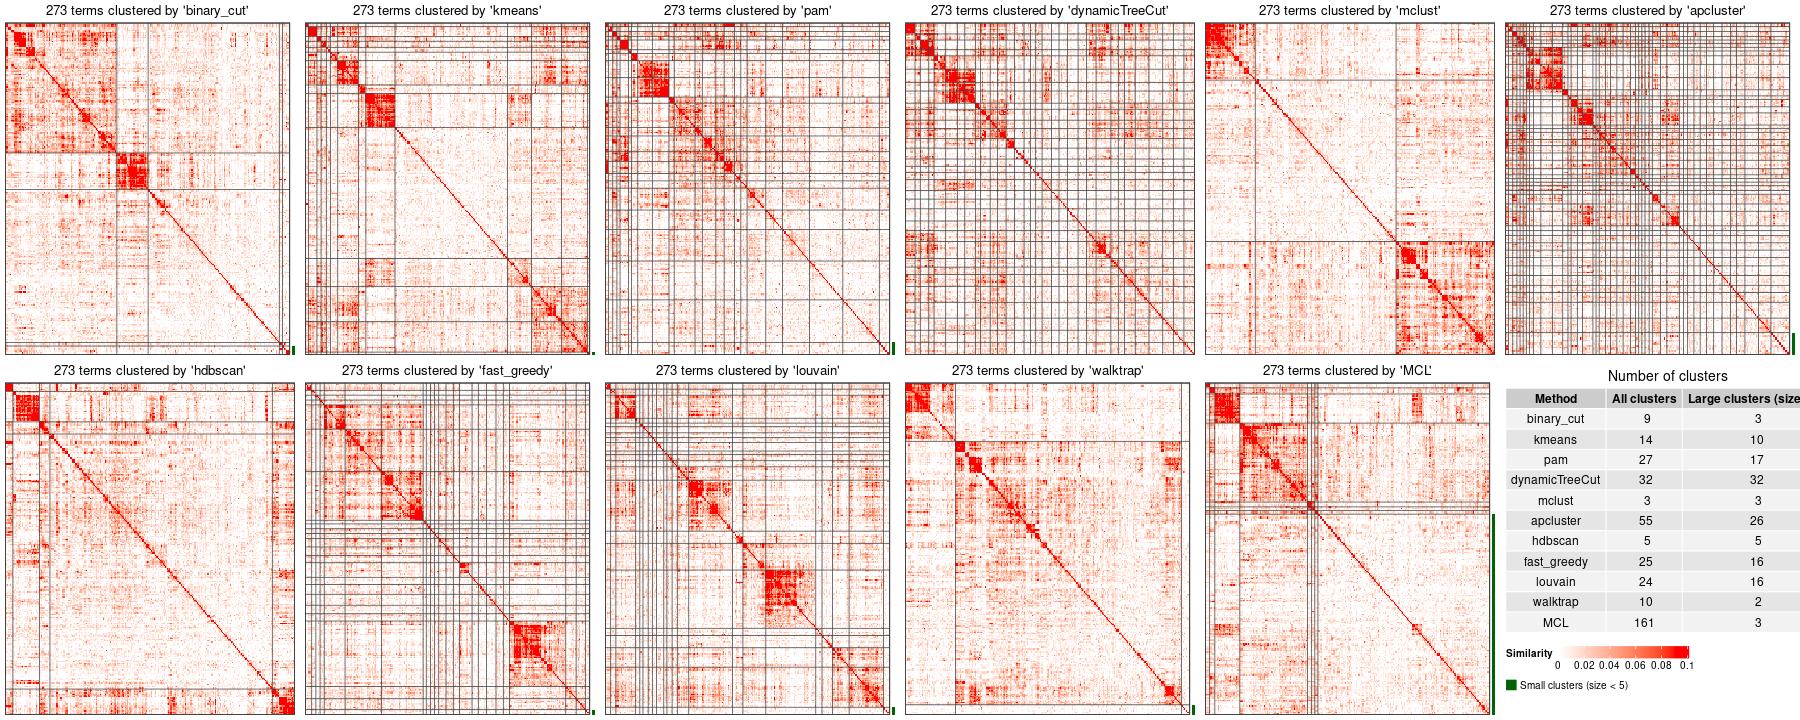 273 terms clustered by 'binary_cut'
273 terms clustered by 'kmeans'
273 terms clustered by 'pam'
273 terms clustered by 'dynamicTreeCut'
273 terms clustered by 'mclust'
273 terms clustered by 'apcluster'
273 terms clustered by 'hdbscan'
273 terms clustered by 'fast_greedy'
273 terms clustered by 'louvain'
273 terms clustered by 'walktrap'
273 terms clustered by 'MCL'
Number of clusters
Method All clusters Large clusters (size
binary_cut 9 3
kmeans 14 10
pam 27 17
dynamicTreeCut 32 32
mclust 3 3
apcluster 55 26
hdbscan 5 5
fast_greedy 25 16
louvain 24 16
walktrap 10 2
MCL 161 3
Similarity
0 0.02 0.04 0.06 0.08 0.1
Small clusters (size < 5)